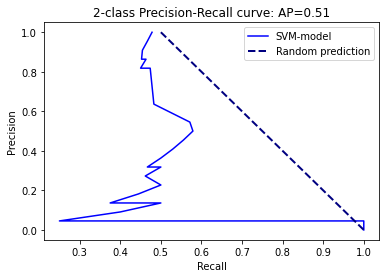 2-class Precision-Recall curve: AP=0.51
SVM-model
Random prediction
Precision
1.0
0.8
0.6
0.4
0.2
0.0
0.3 0.4 0.5 0.6 0.7 0.8 0.9 1.0
Recall